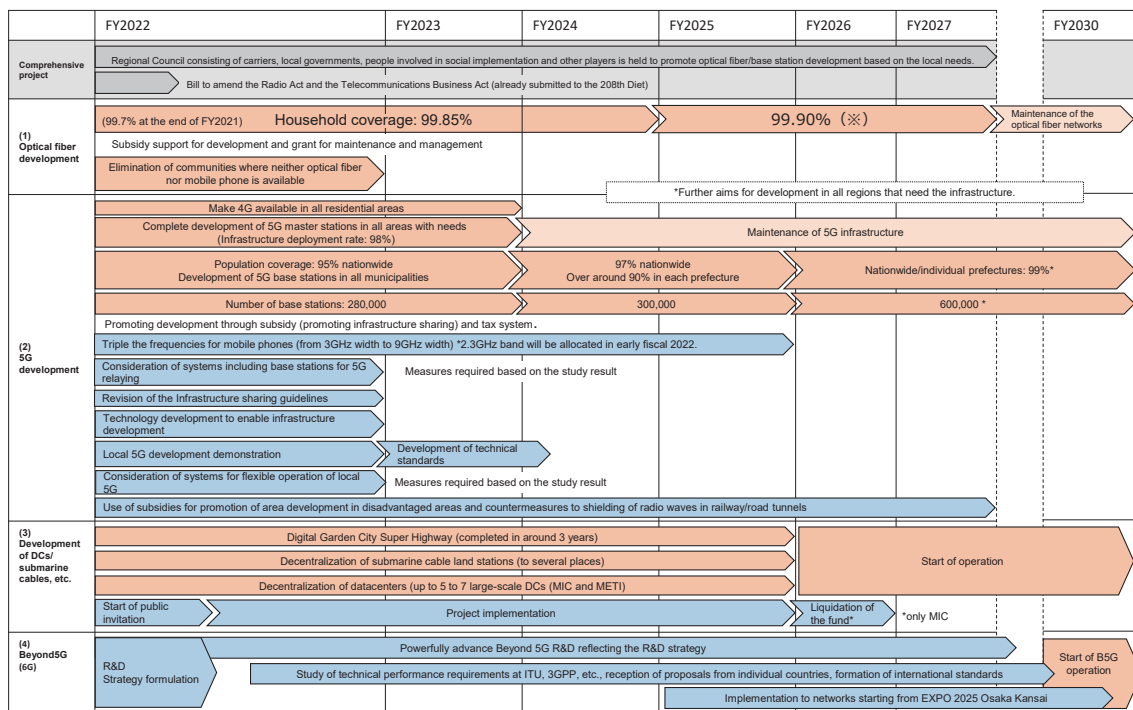 FY2022 FY2023 FY2024 FY2025 FY2026 FY2027 FY2030
Comprehensive
project
Regional Council consisting of carriers, local governments, people involved in social implementation and other players is held to promote optical fiber/base station development based on the local needs.
Bill to amend the Radio Act and the Telecommunications Business Act (already submitted to the 208th Diet)
(1)
Optical fiber
development
(99.7% at the end of FY2021) Household coverage: 99.85%
99.90% (※)
Maintenance of the
optical fiber networks
Subsidy support for development and grant for maintenance and management
Elimination of communities where neither optical fiber
nor mobile phone is available
*Further aims for development in all regions that need the infrastructure.
(2)
5G
development
Make 4G available in all residential areas
Complete development of 5G master stations in all areas with needs
(Infrastructure deployment rate: 98%)
Maintenance of 5G infrastructure
Population coverage: 95% nationwide
Development of 5G base stations in all municipalities
97% nationwide
Over around 90% in each prefecture
Nationwide/individual prefectures: 99%*
Number of base stations: 280,000
300,000
600,000 *
Promoting development through subsidy (promoting infrastructure sharing) and tax system.
Triple the frequencies for mobile phones (from 3GHz width to 9GHz width) *2.3GHz band will be allocated in early fiscal 2022.
Consideration of systems including base stations for 5G
relaying
Measures required based on the study result
Revision of the Infrastructure sharing guidelines
Technology development to enable infrastructure
development
Local 5G development demonstration
Development of technical
standards
Consideration of systems for flexible operation of local
5G
Measures required based on the study result
Use of subsidies for promotion of area development in disadvantaged areas and countermeasures to shielding of radio waves in railway/road tunnels
(3)
Development
of DCs/
submarine
cables, etc.
Digital Garden City Super Highway (completed in around 3 years)
Decentralization of submarine cable land stations (to several places)
Decentralization of datacenters (up to 5 to 7 large-scale DCs (MIC and METI)
Start of operation
Start of public
invitation
Project implementation
Liquidation of
the fund*
*only MIC
(4)
Beyond5G
(6G)
R&D
Strategy formulation
Powerfully advance Beyond 5G R&D reflecting the R&D strategy
Study of technical performance requirements at ITU, 3GPP, etc., reception of proposals from individual countries, formation of international standards
Implementation to networks starting from EXPO 2025 Osaka Kansai
Start of B5G
operation